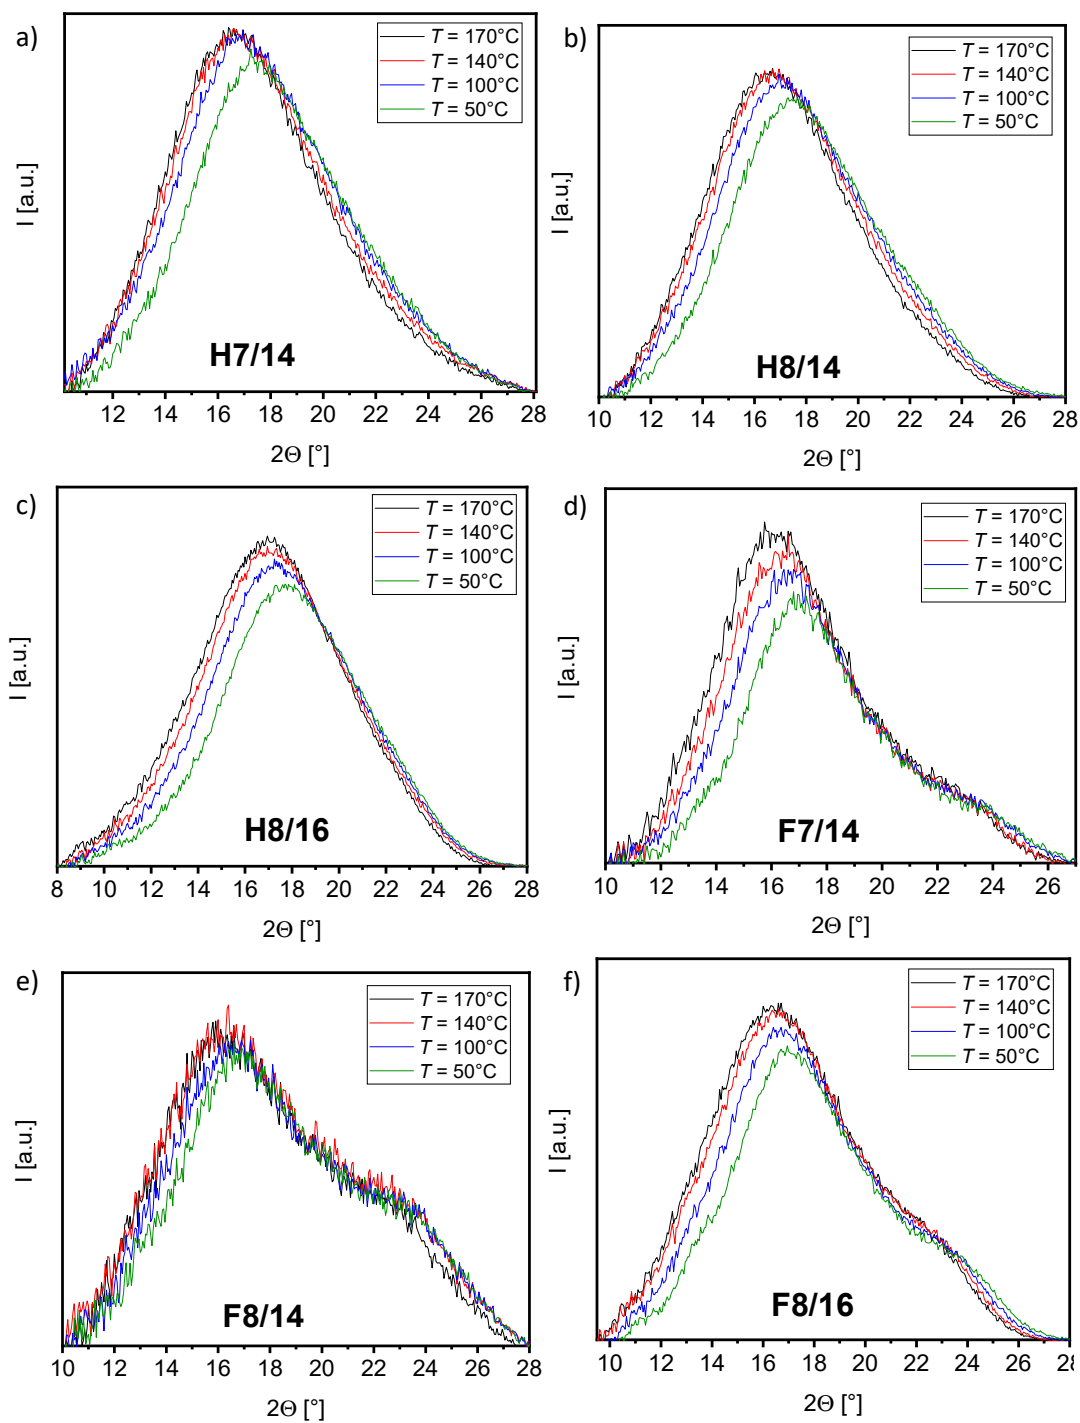 a)
T = 170°C
T = 140°C
T = 100°C
T = 50°C
I [a.u.]
H7/14
12 14 16 18 20 22 24 26 28
2Θ [°]
b)
T = 170°C
T = 140°C
T = 100°C
T = 50°C
I [a.u,]
H8/14
10 12 14 16 18 20 22 24 26 28
2Θ [°]
c)
T = 170°C
T = 140°C
T = 100°C
T = 50°C
I [a.u.]
H8/16
8 10 12 14 16 18 20 22 24 26 28
2Θ [°]
d)
T = 170°C
T = 140°C
T = 100°C
T = 50°C
I [a.u.]
F7/14
10 12 14 16 18 20 22 24 26
2Θ [°]
e)
T = 170°C
T = 140°C
T = 100°C
T = 50°C
I [a.u.]
F8/14
10 12 14 16 18 20 22 24 26 28
2Θ [°]
f)
T = 170°C
T = 140°C
T = 100°C
T = 50°C
I [a.u.]
F8/16
10 12 14 16 18 20 22 24 26 28
2Θ [°]